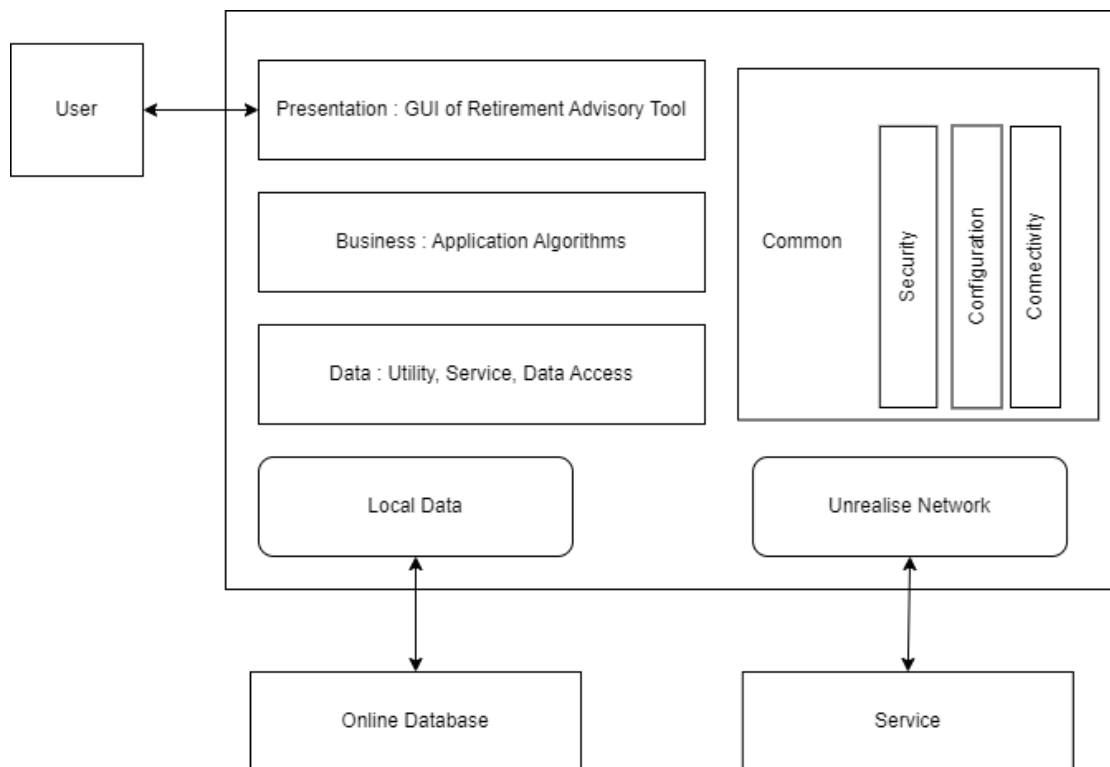 User
Presentation : GUI of Retirement Advisory Tool
Business : Application Algorithms
Data : Utility, Service, Data Access
Common
Security
Configuration
Connectivity
Local Data
Unrealise Network
Online Database
Service